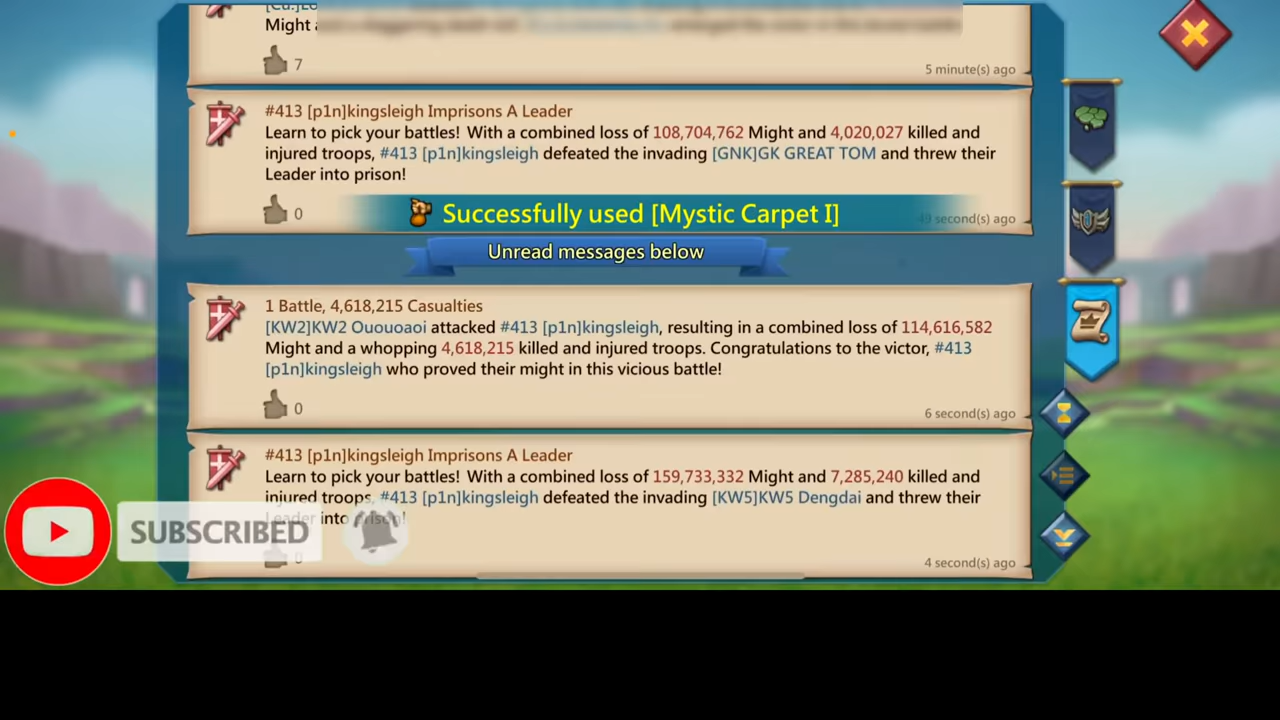 Might
7
5 minute(s) ago
#413 [p1n]kingsleigh Imprisons A Leader
Learn to pick your battles! With a combined loss of 108,704,762 Might and 4,020,027 killed and
injured troops, #413 [p1n]kingsleigh defeated the invading [GNK]GK GREAT TOM and threw their
Leader into prison!
0
Successfully used [Mystic Carpet I]
49 second(s) ago
Unread messages below
1 Battle, 4,618,215 Casualties
[KW2]KW2 Ououoaoi attacked #413 [p1n]kingsleigh, resulting in a combined loss of 114,616,582
Might and a whopping 4,618,215 killed and injured troops. Congratulations to the victor, #413
[p1n]kingsleigh who proved their might in this vicious battle!
0
6 second(s) ago
#413 [p1n]kingsleigh Imprisons A Leader
Learn to pick your battles! With a combined loss of 159,733,332 Might and 7,285,240 killed and
injured troops, #413 [p1n]kingsleigh defeated the invading [KW5]KW5 Dengdai and threw their
Leader into prison!
SUBSCRIBED
0
4 second(s) ago